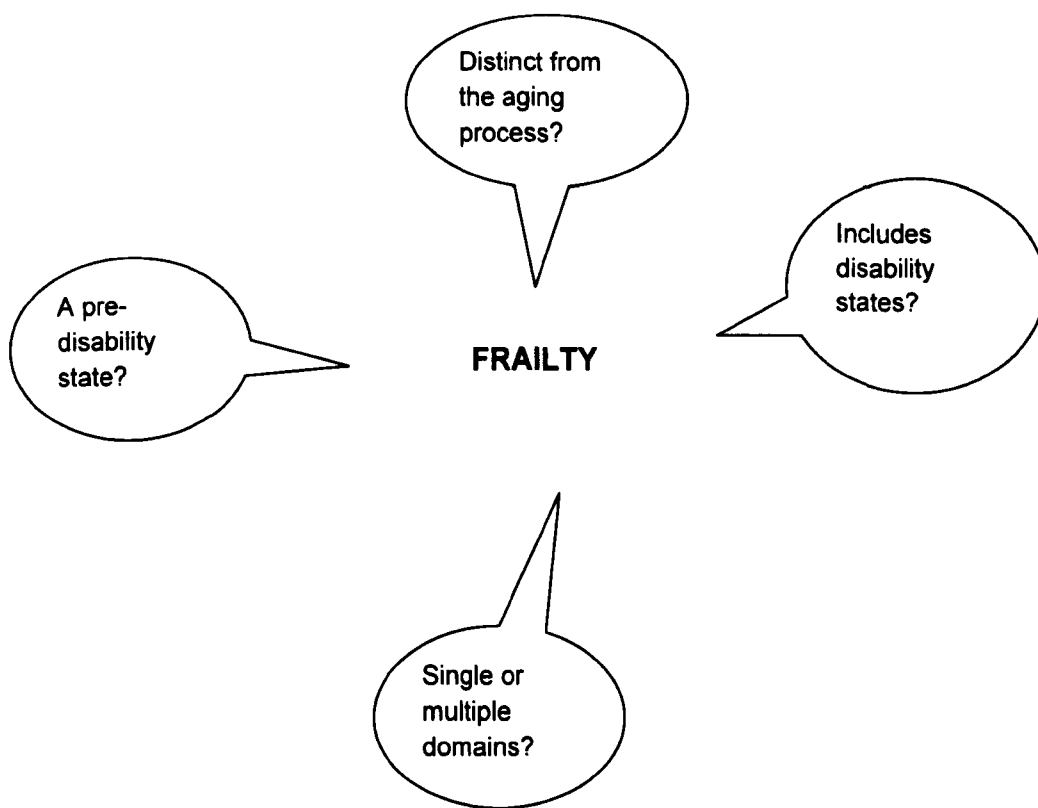 Distinct from
the aging
process?
Includes
disability
states?
A pre-
disability
state?
FRAILTY
Single or
multiple
domains?